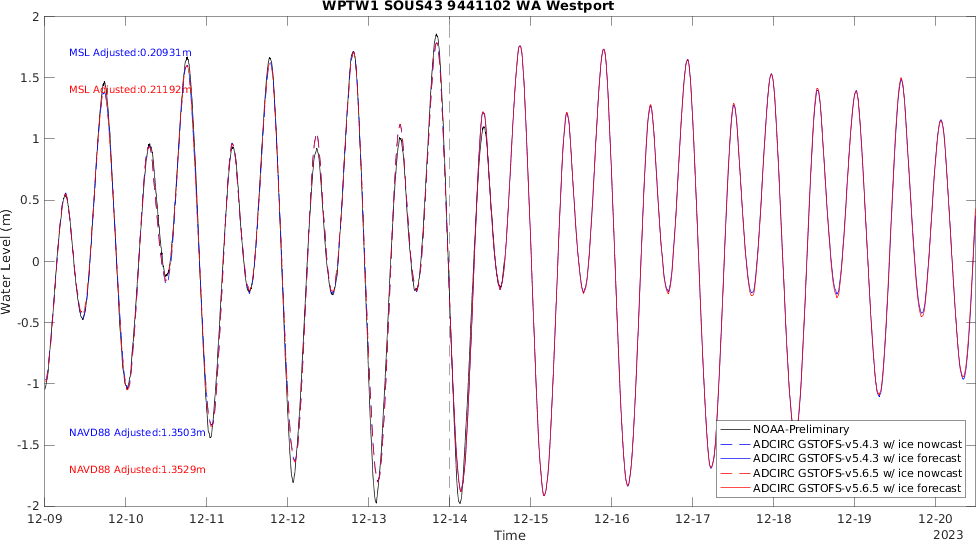 WPTW1 SOUS43 9441102 WA Westport
Water Level (m)
2
1.5
1
0.5
0
-0.5
-1
-1.5
-2
MSL Adjusted:0.20931m
MSL Adjusted:0.21192m
NAVD88 Adjusted:1.3503m
NAVD88 Adjusted:1.3529m
NOAA-Preliminary
ADCIRC GSTOFS-v5.4.3 w/ ice nowcast
ADCIRC GSTOFS-v5.4.3 w/ ice forecast
ADCIRC GSTOFS-v5.6.5 w/ ice nowcast
ADCIRC GSTOFS-v5.6.5 w/ ice forecast
12-09 12-10 12-11 12-12 12-13 12-14 12-15 12-16 12-17 12-18 12-19 12-20
Time
2023